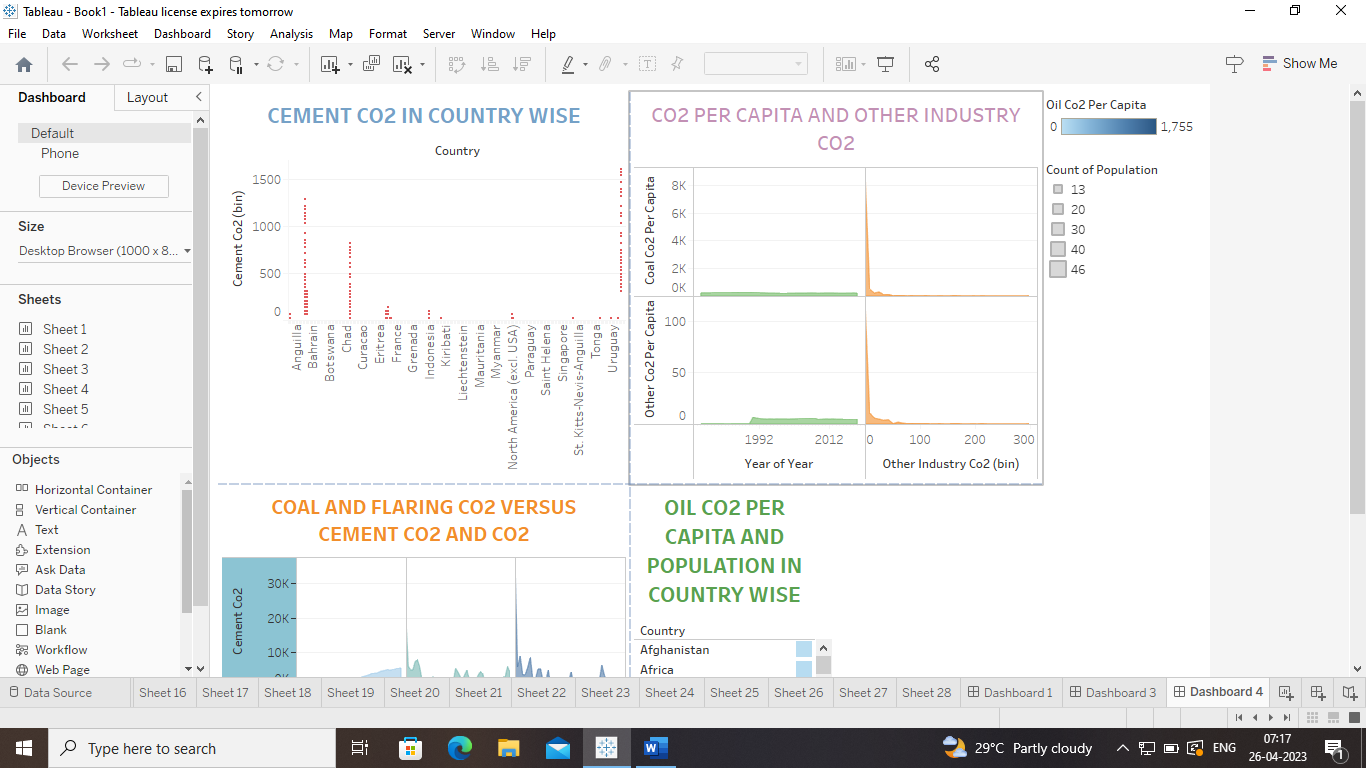 Tableau - Book1 - Tableau license expires tomorrow
File Data Worksheet Dashboard Story Analysis Map Format Server Window Help
Show Me
Dashboard Layout
Default
Phone
Device Preview
Size
Desktop Browser (1000 x 8...
Sheets
Sheet 1
Sheet 2
Sheet 3
Sheet 4
Sheet 5
Objects
Horizontal Container
Vertical Container
Text
Extension
Ask Data
Data Story
Image
Blank
Workflow
Web Page
CEMENT CO2 IN COUNTRY WISE
Country
Cement Co2 (bin)
1500
1000
500
0
Anguilla
Bahrain
Botswana
Chad
Curacao
Eritrea
France
Grenada
Indonesia
Kiribati
Liechtenstein
Mauritania
Myanmar
North America (excl. USA)
Paraguay
Saint Helena
Singapore
St. Kitts-Nevis-Anguilla
Tonga
Uruguay
CO2 PER CAPITA AND OTHER INDUSTRY
CO2
Coal Co2 Per Capita
8K
6K
4K
2K
0K
Other Co2 Per Capita
100
50
0
1992 2012 0 100 200 300
Year of Year Other Industry Co2 (bin)
Oil Co2 Per Capita
0 1,755
Count of Population
13
20
30
40
46
COAL AND FLARING CO2 VERSUS
CEMENT CO2 AND CO2
Cement Co2
30K
20K
10K
OIL CO2 PER
CAPITA AND
POPULATION IN
COUNTRY WISE
Country
Afghanistan
Africa
Data Source Sheet 16 Sheet 17 Sheet 18 Sheet 19 Sheet 20 Sheet 21 Sheet 22 Sheet 23 Sheet 24 Sheet 25 Sheet 26 Sheet 27 Sheet 28 Dashboard 1 Dashboard 3 Dashboard 4
Type here to search
29°C Partly cloudy
ENG
07:17
26-04-2023
1